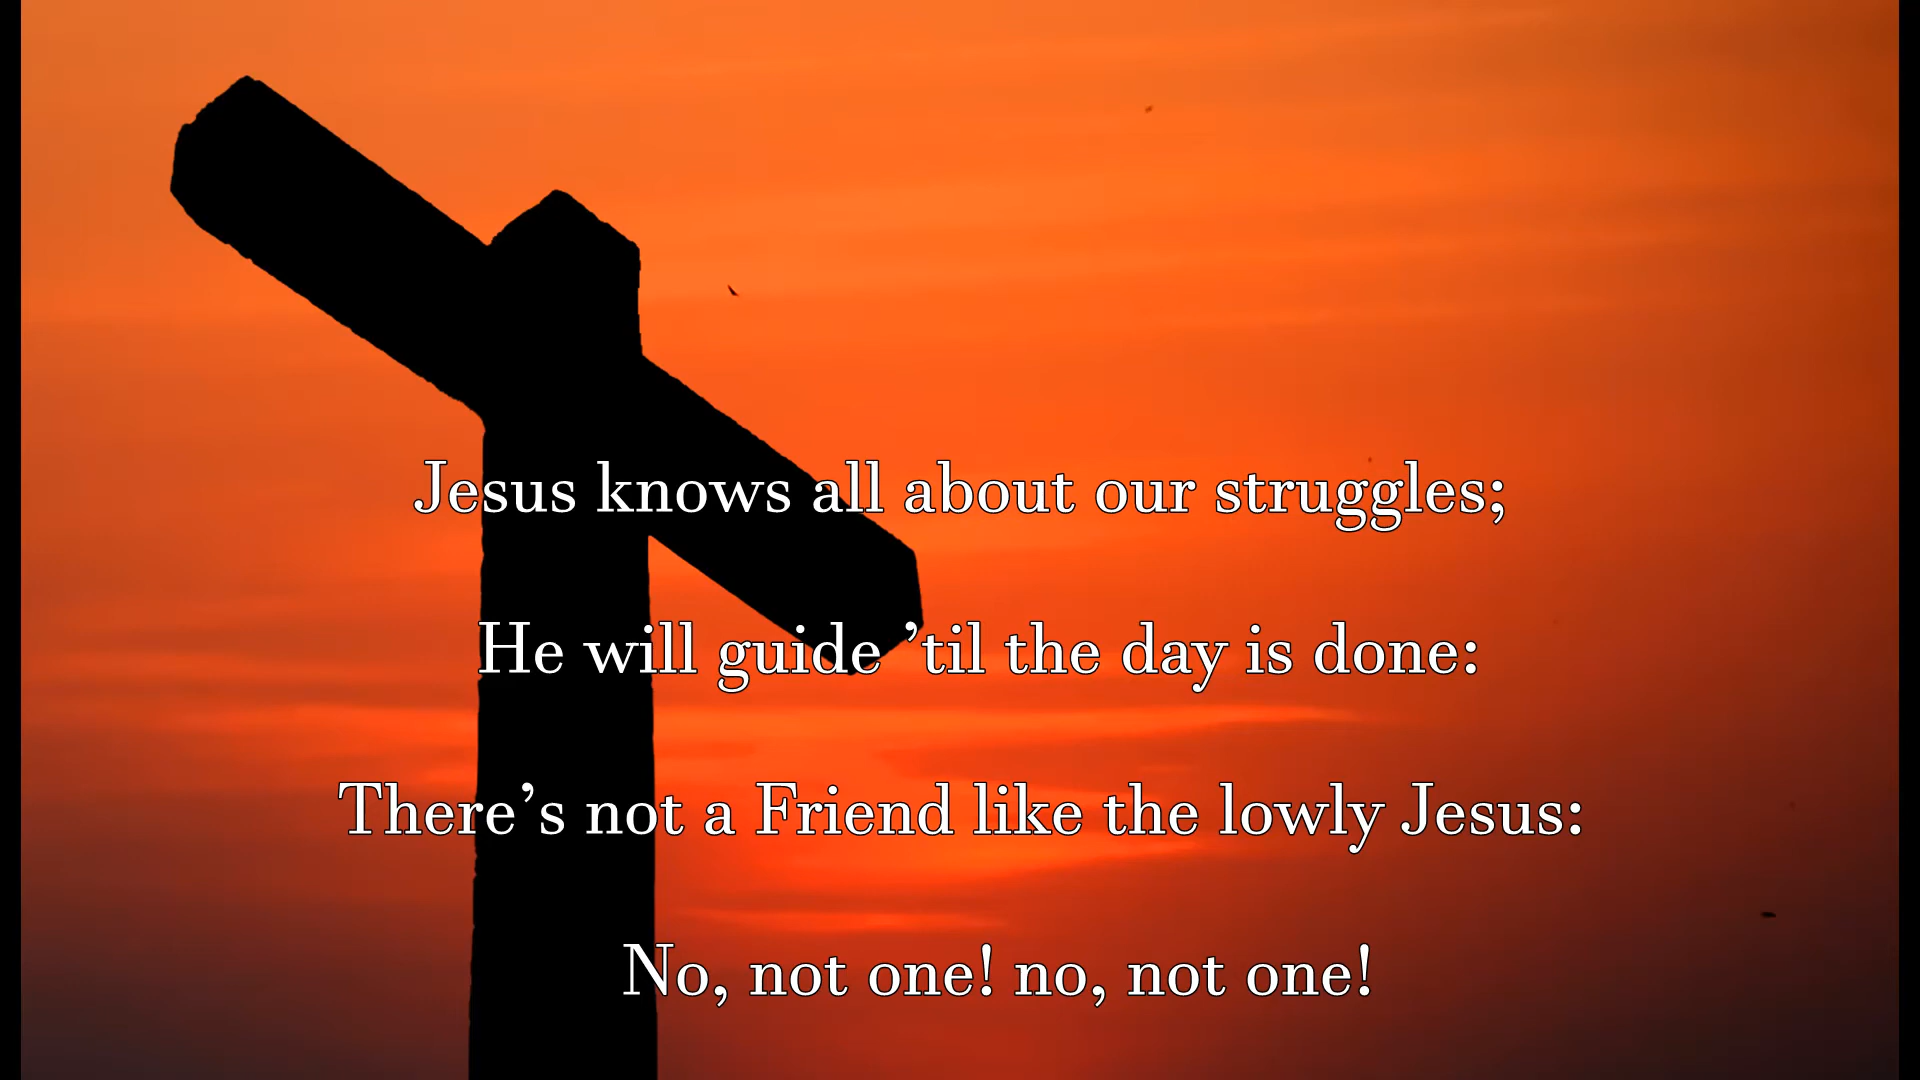 Jesus knows all about our struggles;
He will guide ’til the day is done:
There’s not a Friend like the lowly Jesus:
No, not one! no, not one!